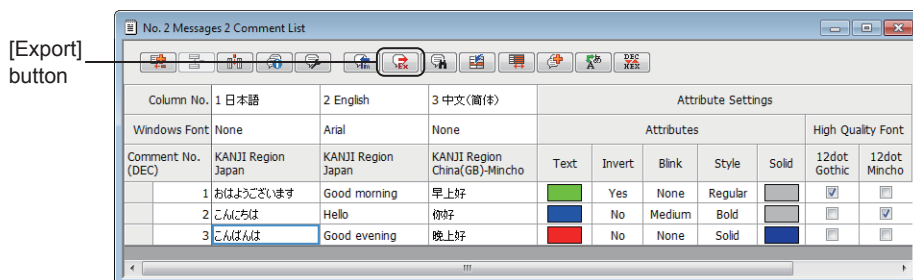 No. 2 Messages 2 Comment List
[Export]
button
Ex
DEC
HEX
Column No. 1 日本語 2 English 3 中文(簡体) Attribute Settings
Windows Font None Arial None Attributes High Quality Font
Comment No. (DEC) KANJI Region Japan KANJI Region Japan KANJI Region China(GB)-Mincho Text Invert Blink Style Solid 12dot Gothic 12dot Mincho
1 おはようございます Good morning 早上好 Yes None Regular
2 こんにちは Hello 你好 No Medium Bold
3 こんばんは Good evening 晚上好 No None Solid